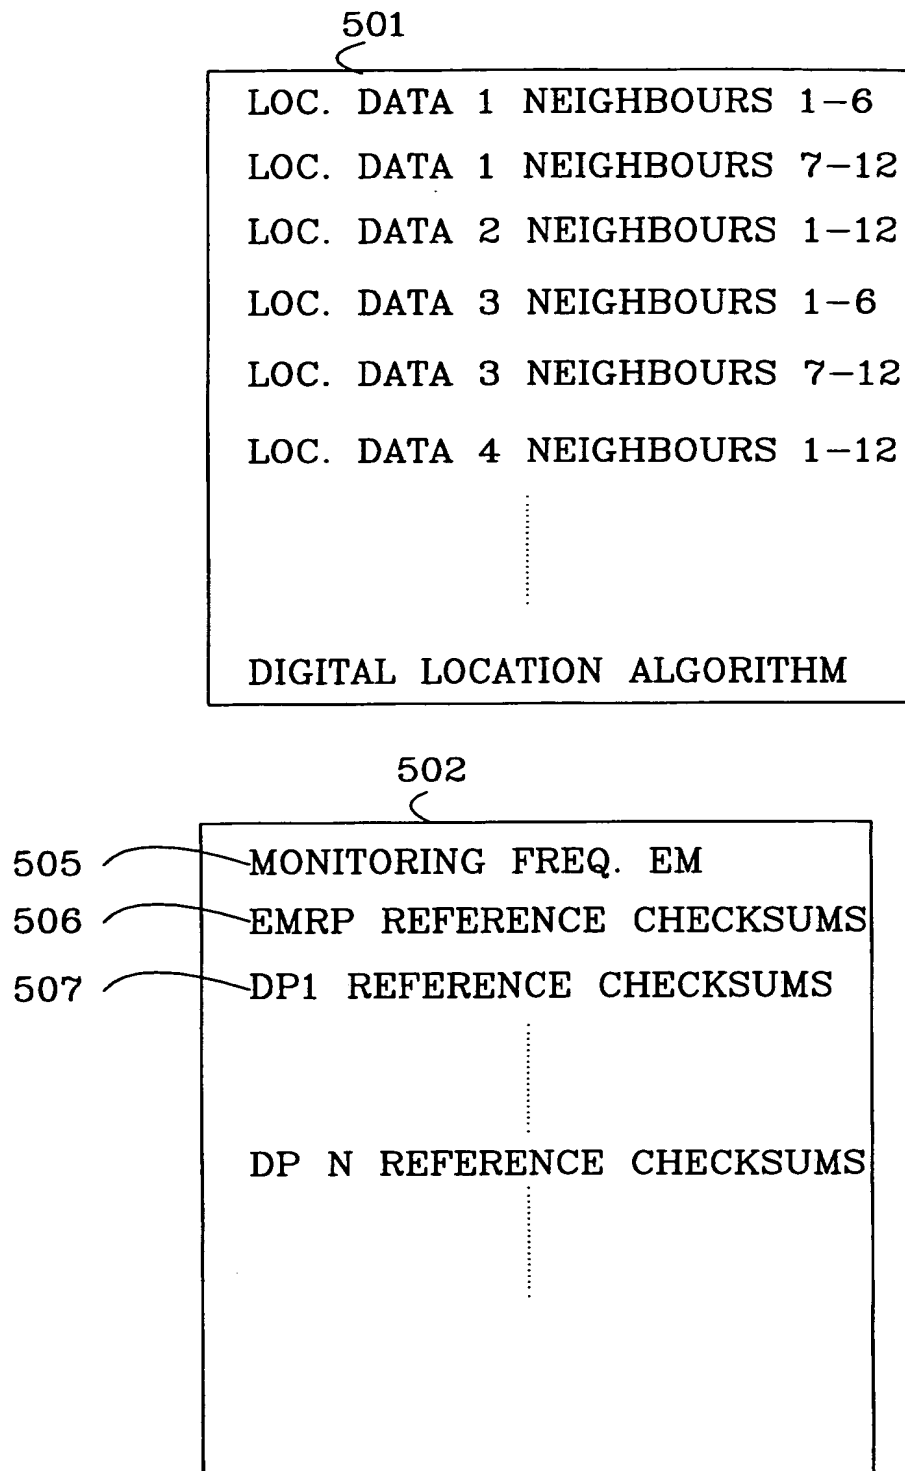 501
LOC. DATA 1 NEIGHBOURS 1-6
LOC. DATA 1 NEIGHBOURS 7-12
LOC. DATA 2 NEIGHBOURS 1-12
LOC. DATA 3 NEIGHBOURS 1-6
LOC. DATA 3 NEIGHBOURS 7-12
LOC. DATA 4 NEIGHBOURS 1-12
DIGITAL LOCATION ALGORITHM
502
505 MONITORING FREQ. EM
506 EMRP REFERENCE CHECKSUMS
507 DP1 REFERENCE CHECKSUMS
DP N REFERENCE CHECKSUMS